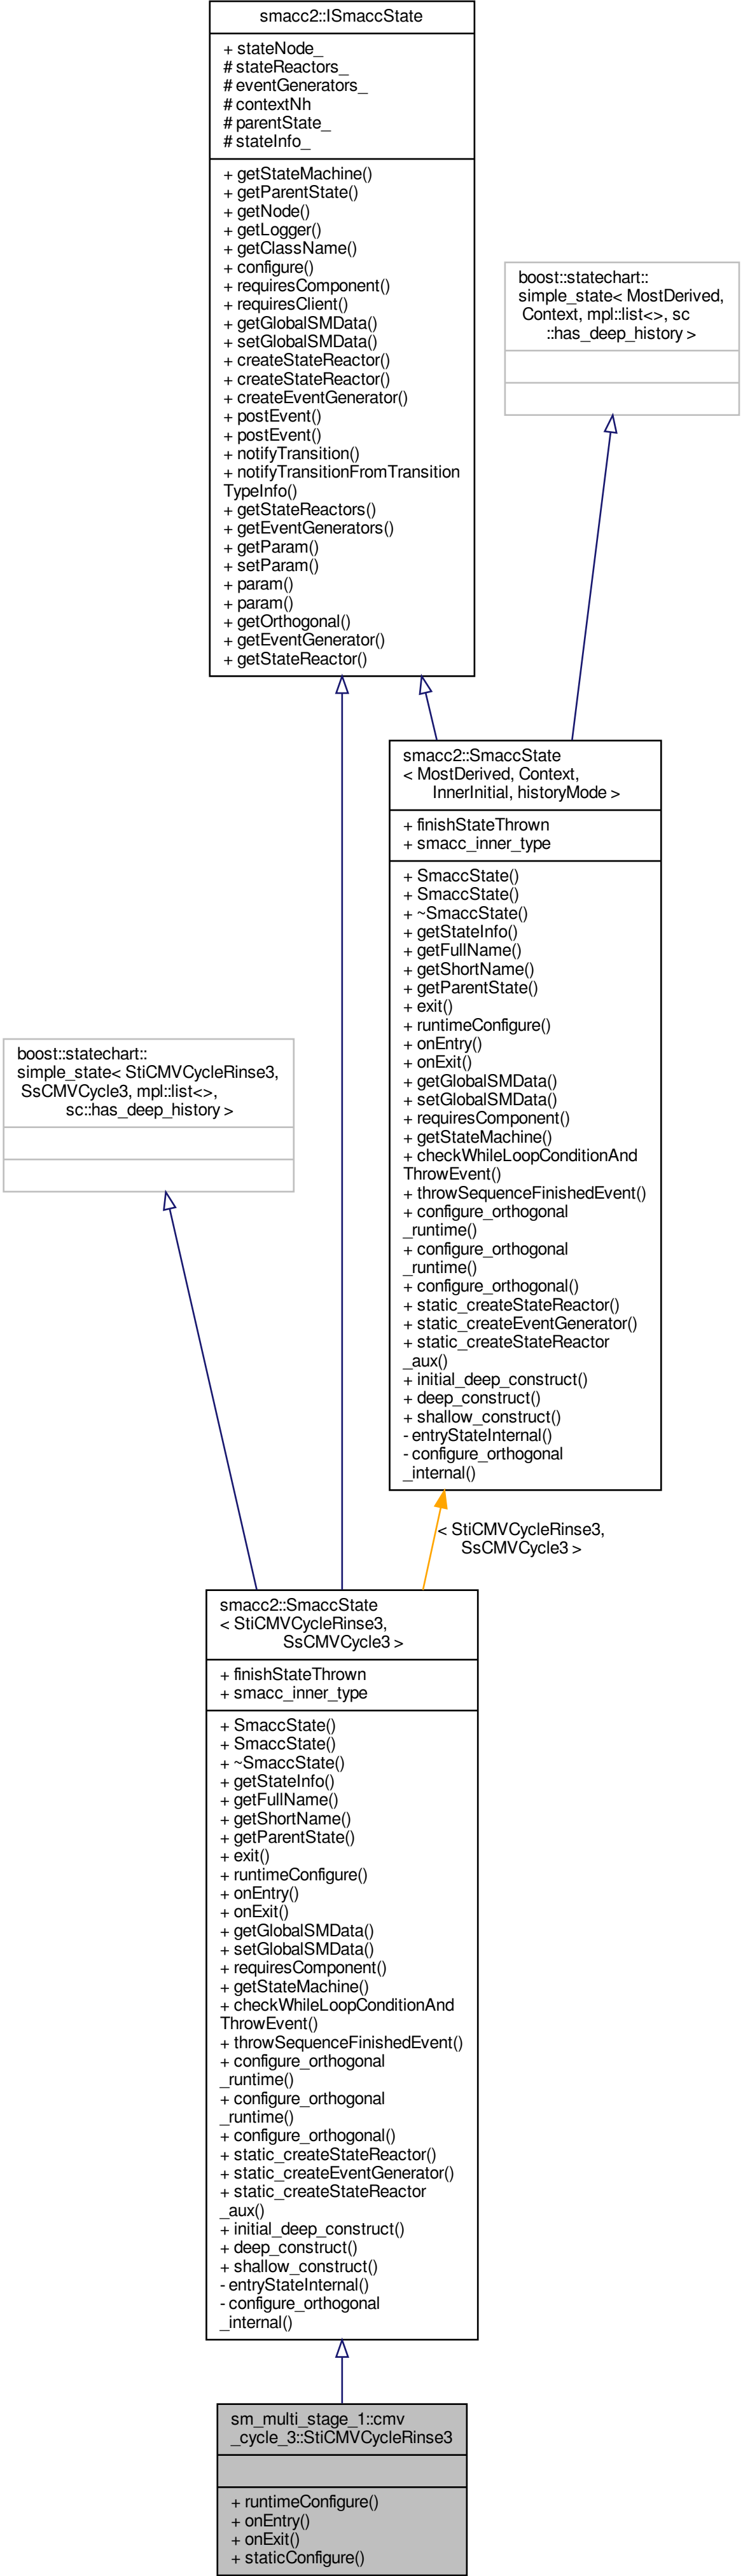 smacc2::ISmaccState
+ stateNode_
# stateReactors_
# eventGenerators_
# contextNh
# parentState_
# stateInfo_
+ getStateMachine()
+ getParentState()
+ getNode()
+ getLogger()
+ getClassName()
+ configure()
+ requiresComponent()
+ requiresClient()
+ getGlobalSMData()
+ setGlobalSMData()
+ createStateReactor()
+ createStateReactor()
+ createEventGenerator()
+ postEvent()
+ postEvent()
+ notifyTransition()
+ notifyTransitionFromTransition
TypeInfo()
+ getStateReactors()
+ getEventGenerators()
+ getParam()
+ setParam()
+ param()
+ param()
+ getOrthogonal()
+ getEventGenerator()
+ getStateReactor()
boost::statechart::
simple_state< MostDerived,
Context, mpl::list<>, sc
::has_deep_history >
smacc2::SmaccState
< MostDerived, Context,
InnerInitial, historyMode >
+ finishStateThrown
+ smacc_inner_type
+ SmaccState()
+ SmaccState()
+ ~SmaccState()
+ getStateInfo()
+ getFullName()
+ getShortName()
+ getParentState()
+ exit()
+ runtimeConfigure()
+ onEntry()
+ onExit()
+ getGlobalSMData()
+ setGlobalSMData()
+ requiresComponent()
+ getStateMachine()
+ checkWhileLoopConditionAnd
ThrowEvent()
+ throwSequenceFinishedEvent()
+ configure_orthogonal
_runtime()
+ configure_orthogonal
_runtime()
+ configure_orthogonal()
+ static_createStateReactor()
+ static_createEventGenerator()
+ static_createStateReactor
_aux()
+ initial_deep_construct()
+ deep_construct()
+ shallow_construct()
- entryStateInternal()
- configure_orthogonal
_internal()
boost::statechart::
simple_state< StiCMVCycleRinse3,
SsCMVCycle3, mpl::list<>,
sc::has_deep_history >
< StiCMVCycleRinse3,
SsCMVCycle3 >
smacc2::SmaccState
< StiCMVCycleRinse3,
SsCMVCycle3 >
+ finishStateThrown
+ smacc_inner_type
+ SmaccState()
+ SmaccState()
+ ~SmaccState()
+ getStateInfo()
+ getFullName()
+ getShortName()
+ getParentState()
+ exit()
+ runtimeConfigure()
+ onEntry()
+ onExit()
+ getGlobalSMData()
+ setGlobalSMData()
+ requiresComponent()
+ getStateMachine()
+ checkWhileLoopConditionAnd
ThrowEvent()
+ throwSequenceFinishedEvent()
+ configure_orthogonal
_runtime()
+ configure_orthogonal
_runtime()
+ configure_orthogonal()
+ static_createStateReactor()
+ static_createEventGenerator()
+ static_createStateReactor
_aux()
+ initial_deep_construct()
+ deep_construct()
+ shallow_construct()
- entryStateInternal()
- configure_orthogonal
_internal()
sm_multi_stage_1::cmv
_cycle_3::StiCMVCycleRinse3
+ runtimeConfigure()
+ onEntry()
+ onExit()
+ staticConfigure()